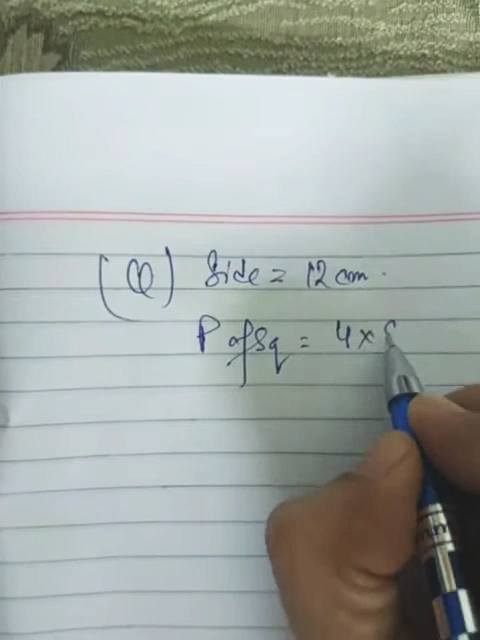 (Q) Side = 12 cm.
P of Sq = 4 × S